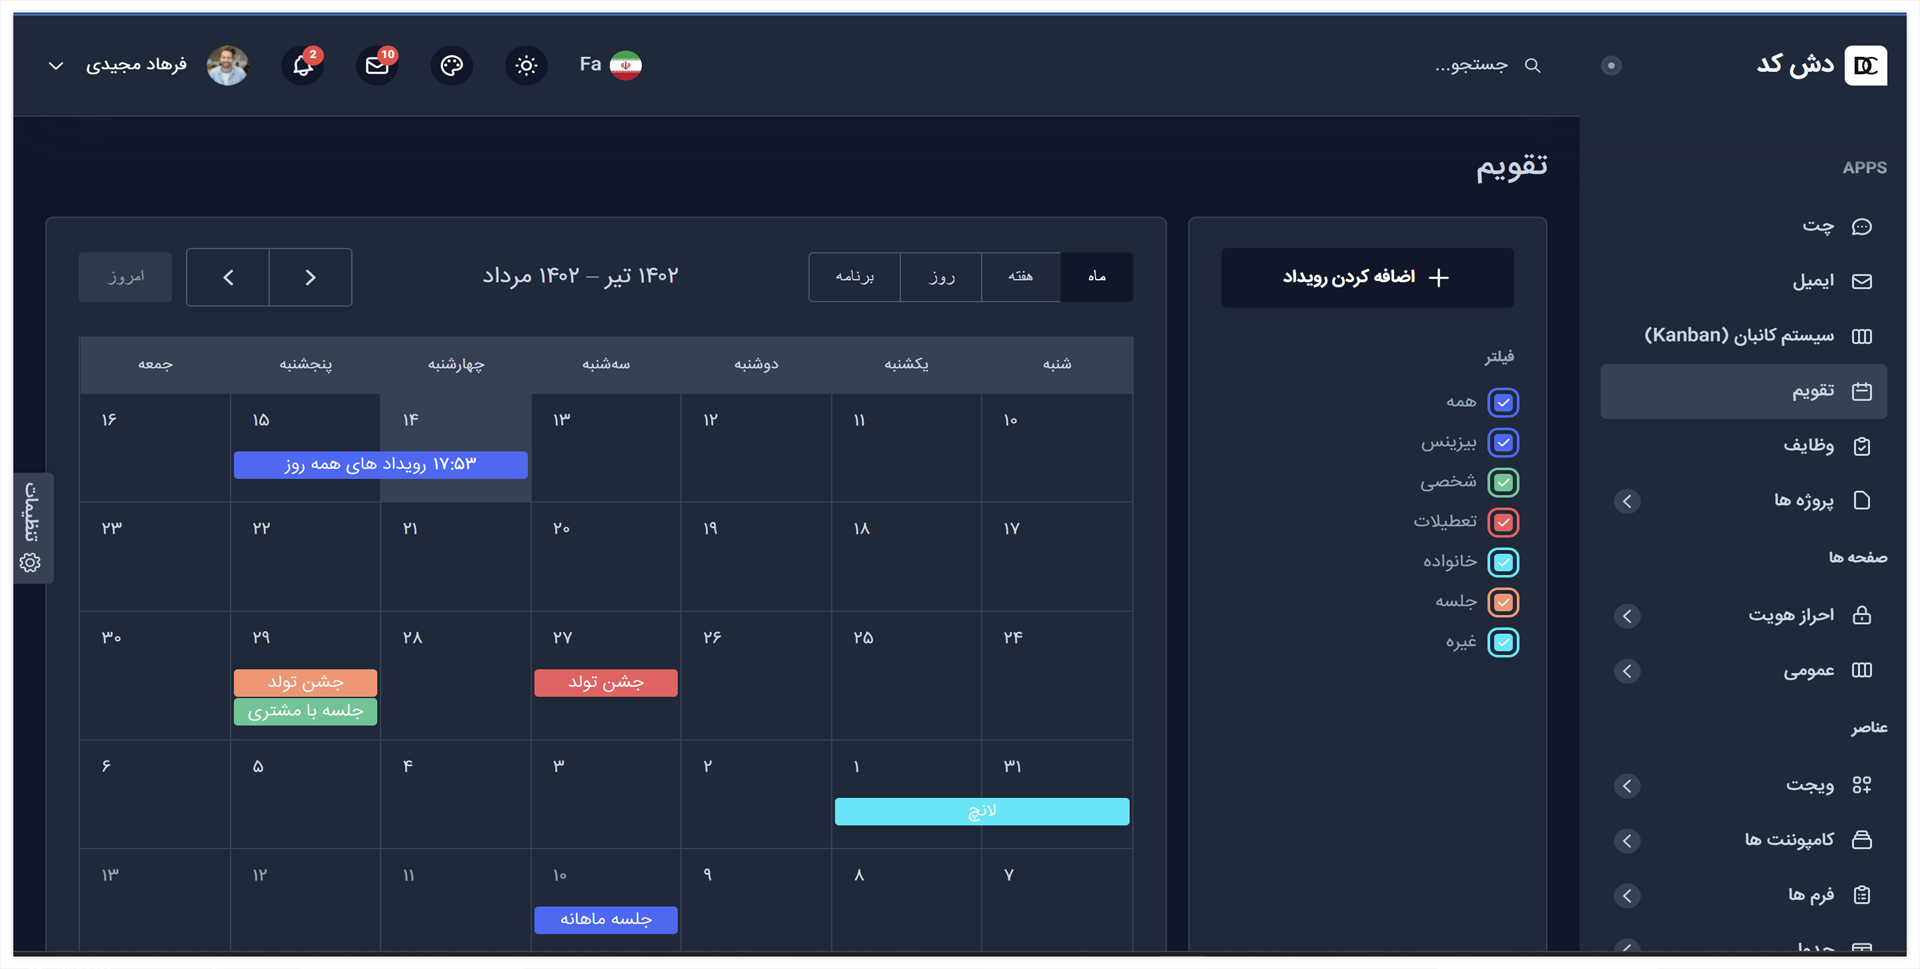 دش کد
جستجو...
Fa
10
2
فرهاد مجیدی
APPS
چت
ایمیل
سیستم کانبان (Kanban)
تقویم
وظایف
پروژه ها
صفحه ها
احراز هویت
عمومی
عناصر
ویجت
کامپوننت ها
فرم ها
تقویم
اضافه کردن رویداد
فیلتر
همه
بیزینس
شخصی
تعطیلات
خانواده
جلسه
غیره
ماه هفته روز برنامه
۱۴۰۲ تیر – ۱۴۰۲ مرداد
امروز
شنبه یکشنبه دوشنبه سه‌شنبه چهارشنبه پنجشنبه جمعه
۱۰ ۱۱ ۱۲ ۱۳ ۱۴ ۱۵ ۱۶
۱۷:۵۳ رویداد های همه روز
۱۷ ۱۸ ۱۹ ۲۰ ۲۱ ۲۲ ۲۳
۲۴ ۲۵ ۲۶ ۲۷ ۲۸ ۲۹ ۳۰
جشن تولد جشن تولد
جلسه با مشتری
۳۱ ۱ ۲ ۳ ۴ ۵ ۶
لانچ
۷ ۸ ۹ ۱۰ ۱۱ ۱۲ ۱۳
جلسه ماهانه
تنظیمات